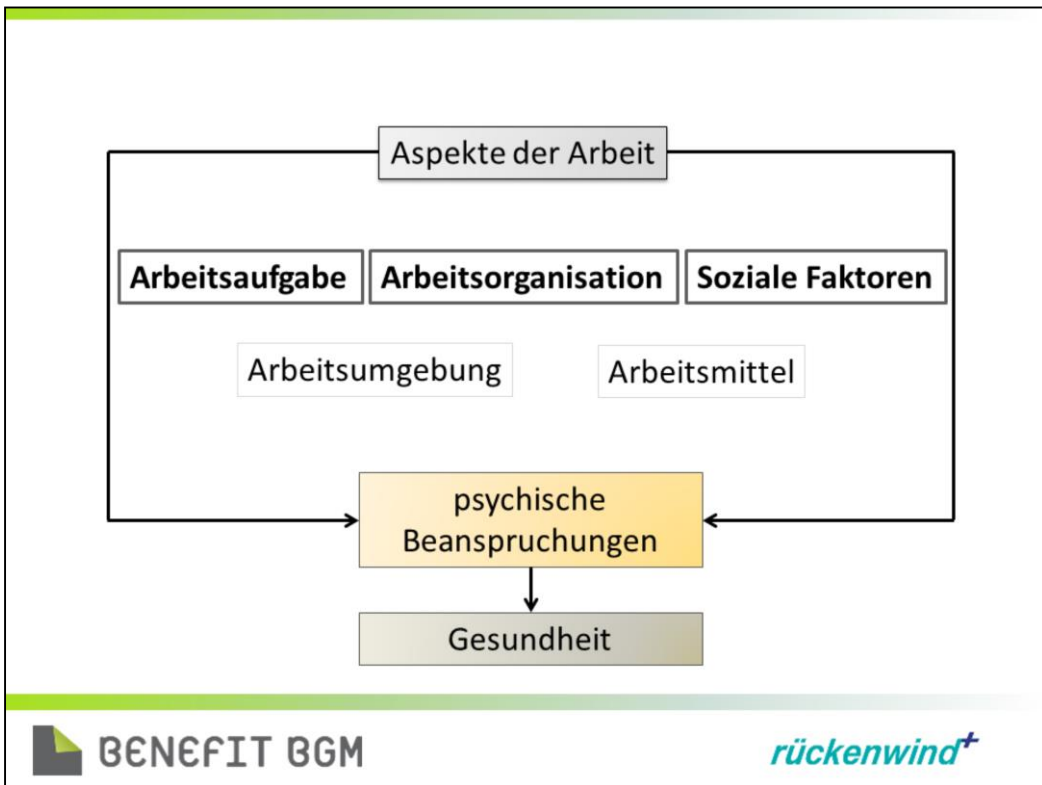 Aspekte der Arbeit
Arbeitsaufgabe
Arbeitsorganisation
Soziale Faktoren
Arbeitsumgebung
Arbeitsmittel
psychische
Beanspruchungen
Gesundheit
BENEFIT BGM
rückenwind+